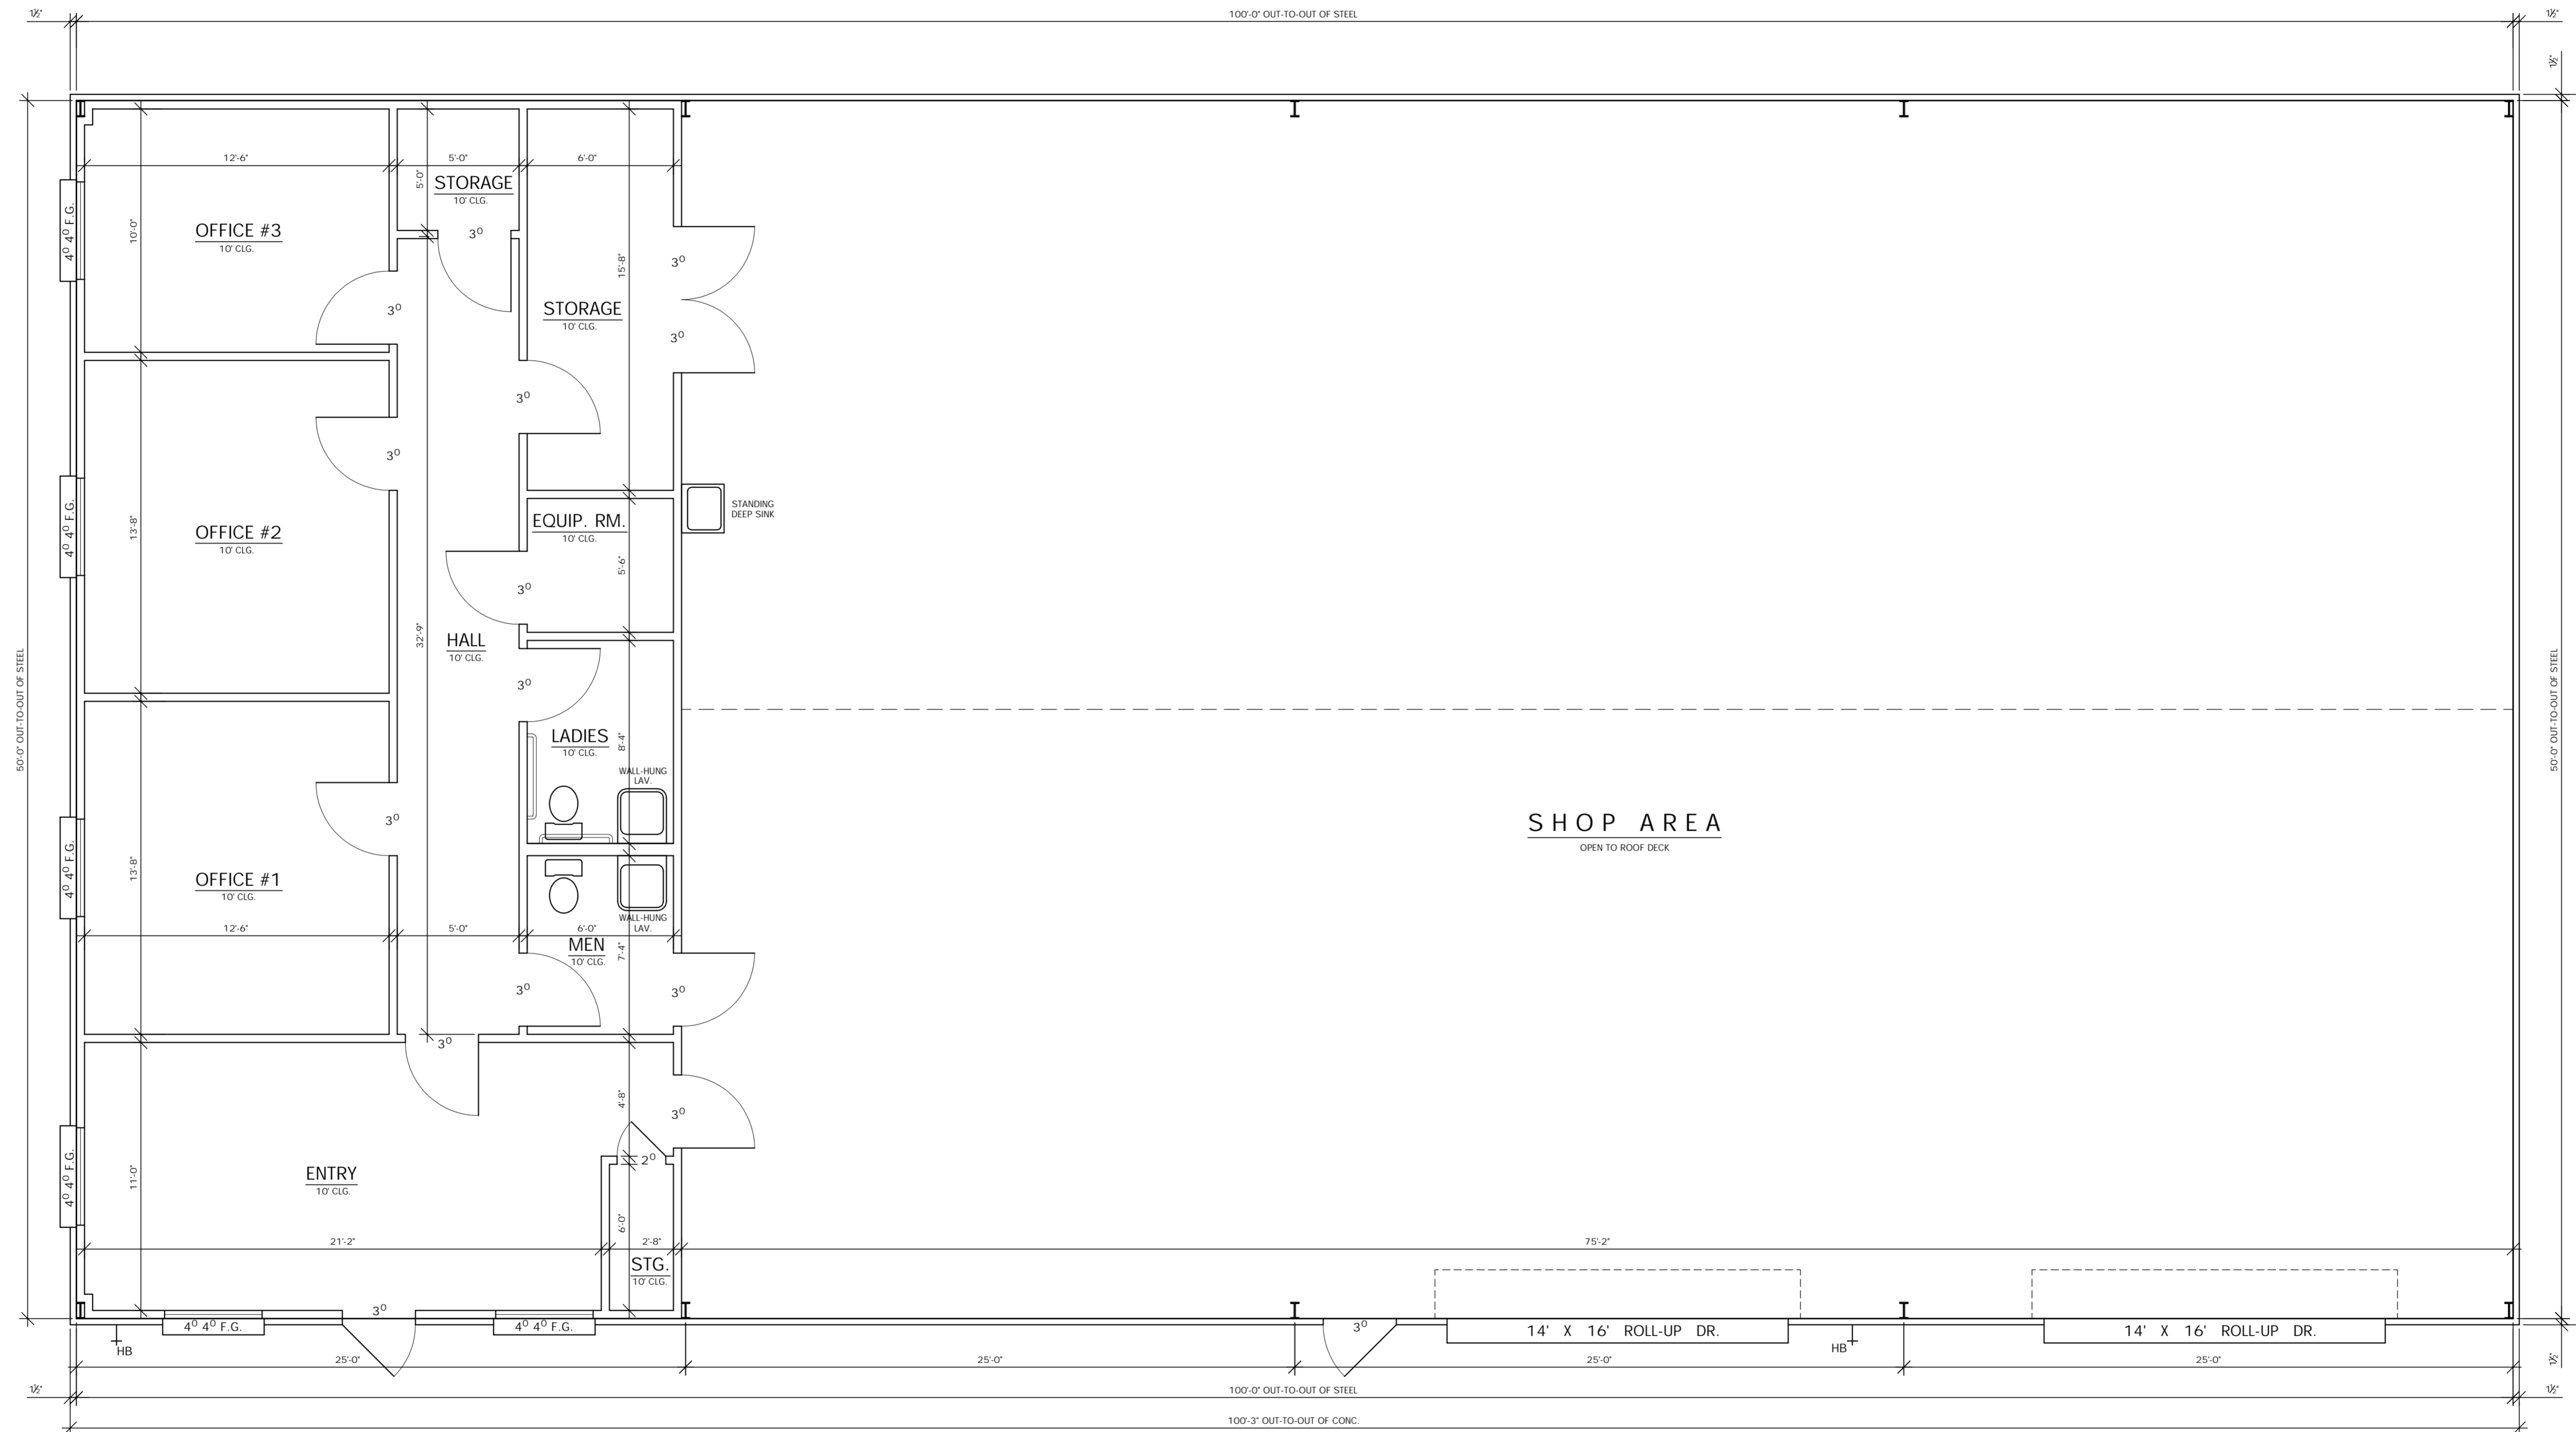 1½"
100'-0" OUT-TO-OUT OF STEEL
1½"
1½"
12'-6"
5'-0"
6'-0"
5'-0"
STORAGE
10' CLG.
4⁰ 4⁰ F.G.
10'-0"
OFFICE #3
10' CLG.
3⁰
3⁰
15'-8"
3⁰
STORAGE
10' CLG.
3⁰
3⁰
3⁰
3⁰
4⁰ 4⁰ F.G.
13'-8"
OFFICE #2
10' CLG.
EQUIP. RM.
10' CLG.
STANDING
DEEP SINK
5'-6"
3⁰
32'-9"
HALL
10' CLG.
3⁰
50'-0" OUT-TO-OUT OF STEEL
50'-0" OUT-TO-OUT OF STEEL
LADIES
10' CLG.
8'-4"
WALL-HUNG
LAV.
3⁰
SHOP AREA
OPEN TO ROOF DECK
4⁰ 4⁰ F.G.
13'-8"
OFFICE #1
10' CLG.
WALL-HUNG
LAV.
12'-6"
5'-0"
6'-0"
MEN
10' CLG.
7'-4"
3⁰
3⁰
3⁰
4'-8"
3⁰
2⁰
4⁰ 4⁰ F.G.
11'-0"
ENTRY
10' CLG.
6'-0"
21'-2"
2'-8"
75'-2"
STG.
10' CLG.
3⁰
4⁰ 4⁰ F.G.
4⁰ 4⁰ F.G.
3⁰
14' X 16' ROLL-UP DR.
14' X 16' ROLL-UP DR.
HB
HB
25'-0"
25'-0"
25'-0"
25'-0"
1½"
1½"
100'-0" OUT-TO-OUT OF STEEL
1½"
100'-3" OUT-TO-OUT OF CONC.